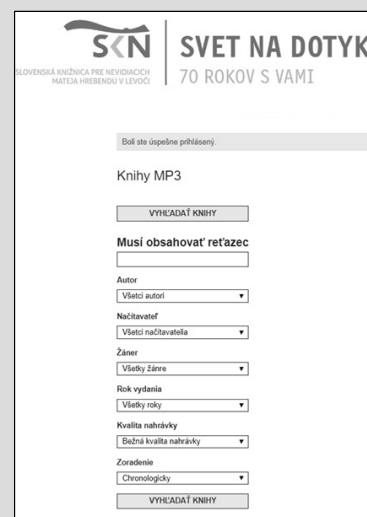 SKN
SVET NA DOTYK
SLOVENSKÁ KNIŽNICA PRE NEVIDIACICH
MATEJA HREBENDU V LEVOČI
70 ROKOV S VAMI
Boli ste úspešne prihlásený.
Knihy MP3
VYHĽADAŤ KNIHY
Musí obsahovať reťazec
Autor
Všetci autori
Načítavateľ
Všetci načítavatelia
Žáner
Všetky žánre
Rok vydania
Všetky roky
Kvalita nahrávky
Bežná kvalita nahrávky
Zoradenie
Chronologicky
VYHĽADAŤ KNIHY